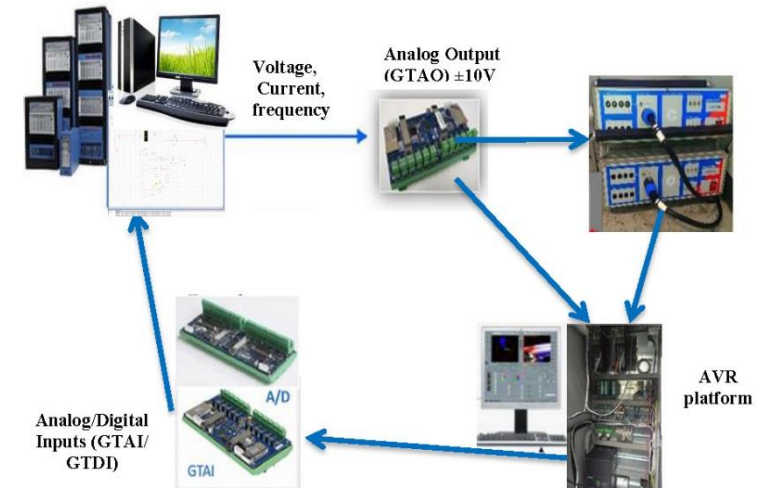 Voltage,
Current,
frequency
Analog Output
(GTAO) ±10V
AVR
platform
A/D
GTAI
Analog/Digital
Inputs (GTAI/
GTDI)